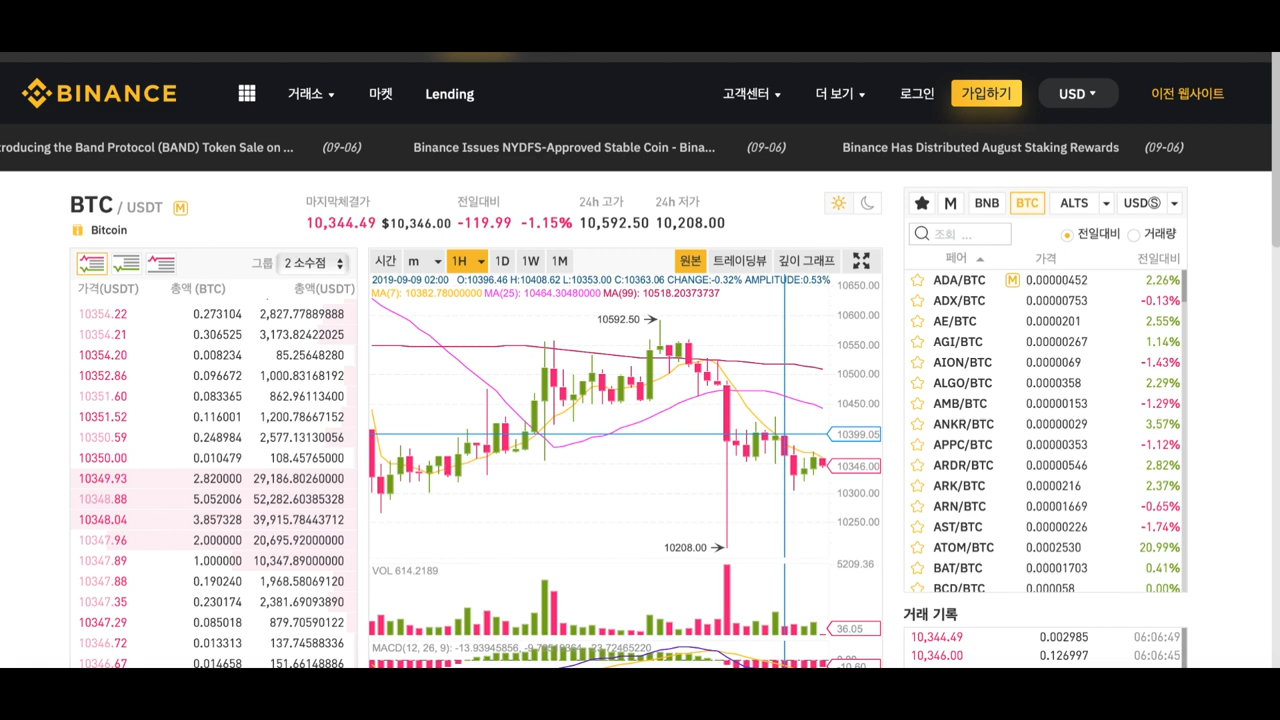 BINANCE 거래소 마켓 Lending 고객센터 더 보기 로그인 가입하기 USD 이전 웹사이트
troducing the Band Protocol (BAND) Token Sale on ... (09-06) Binance Issues NYDFS-Approved Stable Coin - Bina... (09-06) Binance Has Distributed August Staking Rewards (09-06)
BTC / USDT M
Bitcoin
마지막체결가 전일대비 24h 고가 24h 저가
10,344.49 $10,346.00 -119.99 -1.15% 10,592.50 10,208.00
그룹 2 소수점
가격(USDT) 총액 (BTC) 총액(USDT)
10354.22 0.273104 2,827.77889888
10354.21 0.306525 3,173.82422025
10354.20 0.008234 85.25648280
10352.86 0.096672 1,000.83168192
10351.60 0.083365 862.96113400
10351.52 0.116001 1,200.78667152
10350.59 0.248984 2,577.13130056
10350.00 0.010479 108.45765000
10349.93 2.820000 29,186.80260000
10348.88 5.052006 52,282.60385328
10348.04 3.857328 39,915.78443712
10347.96 2.000000 20,695.92000000
10347.89 1.000000 10,347.89000000
10347.88 0.190240 1,968.58069120
10347.35 0.230174 2,381.69093890
10347.29 0.085018 879.70590122
10346.72 0.013313 137.74588336
10346.67 0.014658 151.66148886
시간 m 1H 1D 1W 1M 원본 트레이딩뷰 깊이 그래프
2019-09-09 02:00 O:10396.46 H:10408.62 L:10353.00 C:10363.06 CHANGE:-0.32% AMPLITUDE:0.53%
MA(7): 10382.78000000 MA(25): 10464.30480000 MA(99): 10518.20373737
10650.00
10600.00
10592.50
10550.00
10500.00
10450.00
10399.05
10346.00
10300.00
10250.00
10208.00
VOL 614.2189
5209.36
36.05
MACD(12, 26, 9): -13.93945856,
0.00
-10.60
M BNB BTC ALTS USDⓈ
조회 ... 전일대비 거래량
페어 가격 전일대비
ADA/BTC M 0.00000452 2.26%
ADX/BTC 0.00000753 -0.13%
AE/BTC 0.0000201 2.55%
AGI/BTC 0.00000267 1.14%
AION/BTC 0.0000069 -1.43%
ALGO/BTC 0.0000358 2.29%
AMB/BTC 0.00000153 -1.29%
ANKR/BTC 0.00000029 3.57%
APPC/BTC 0.00000353 -1.12%
ARDR/BTC 0.00000546 2.82%
ARK/BTC 0.0000216 2.37%
ARN/BTC 0.00001669 -0.65%
AST/BTC 0.00000226 -1.74%
ATOM/BTC 0.0002530 20.99%
BAT/BTC 0.00001703 0.41%
BCD/BTC 0.000058 0.00%
거래 기록
10,344.49 0.002985 06:06:49
10,346.00 0.126997 06:06:45